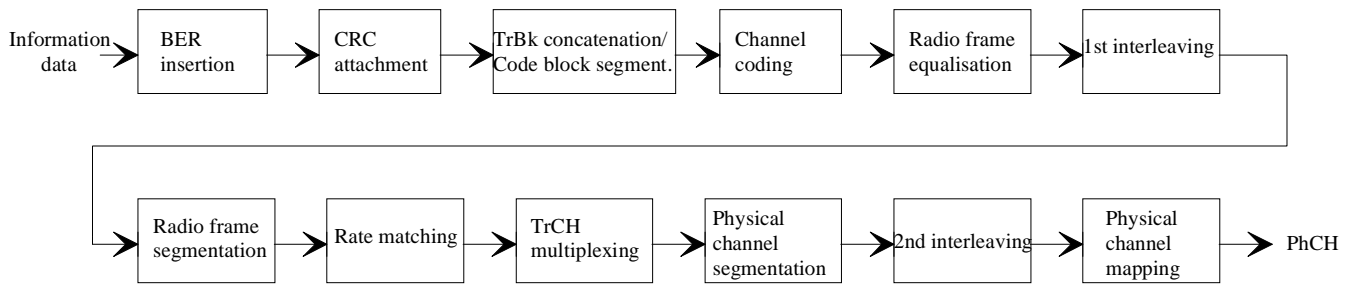 Information
data
BER
insertion
CRC
attachment
TrBk concatenation/
Code block segment.
Channel
coding
Radio frame
equalisation
1st interleaving
Radio frame
segmentation
Rate matching
TrCH
multiplexing
Physical
channel
segmentation
2nd interleaving
Physical
channel
mapping
PhCH